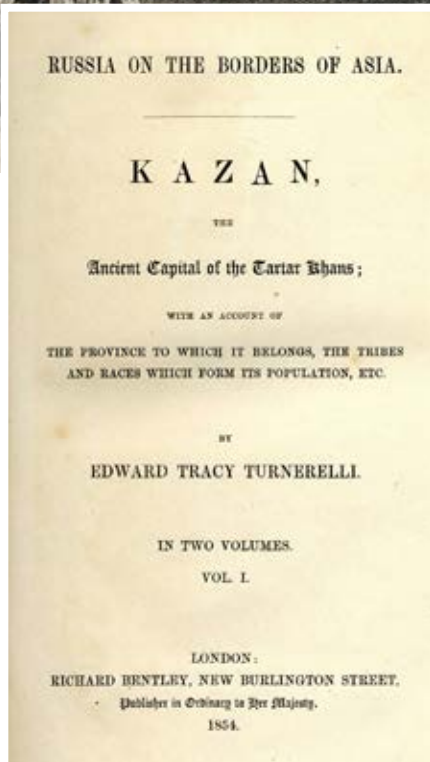 RUSSIA ON THE BORDERS OF ASIA.
KAZAN,
THE
Ancient Capital of the Tartar Khans;
WITH AN ACCOUNT OF
THE PROVINCE TO WHICH IT BELONGS, THE TRIBES
AND RACES WHICH FORM ITS POPULATION, ETC.
BY
EDWARD TRACY TURNERELLI.
IN TWO VOLUMES.
VOL. I.
LONDON:
RICHARD BENTLEY, NEW BURLINGTON STREET,
Publisher in Ordinary to Her Majesty.
1854.